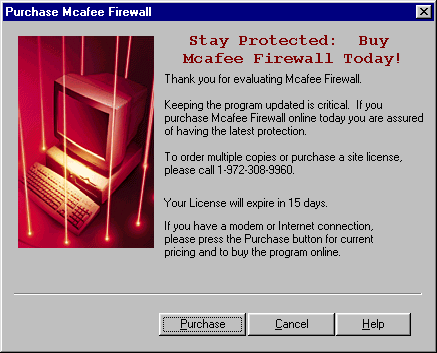 Purchase Mcafee Firewall
Stay Protected: Buy
Mcafee Firewall Today!
Thank you for evaluating Mcafee Firewall.
Keeping the program updated is critical. If you
purchase Mcafee Firewall online today you are assured
of having the latest protection.
To order multiple copies or purchase a site license,
please call 1-972-308-9960.
Your License will expire in 15 days.
If you have a modem or Internet connection,
please press the Purchase button for current
pricing and to buy the program online.
Purchase
Cancel
Help